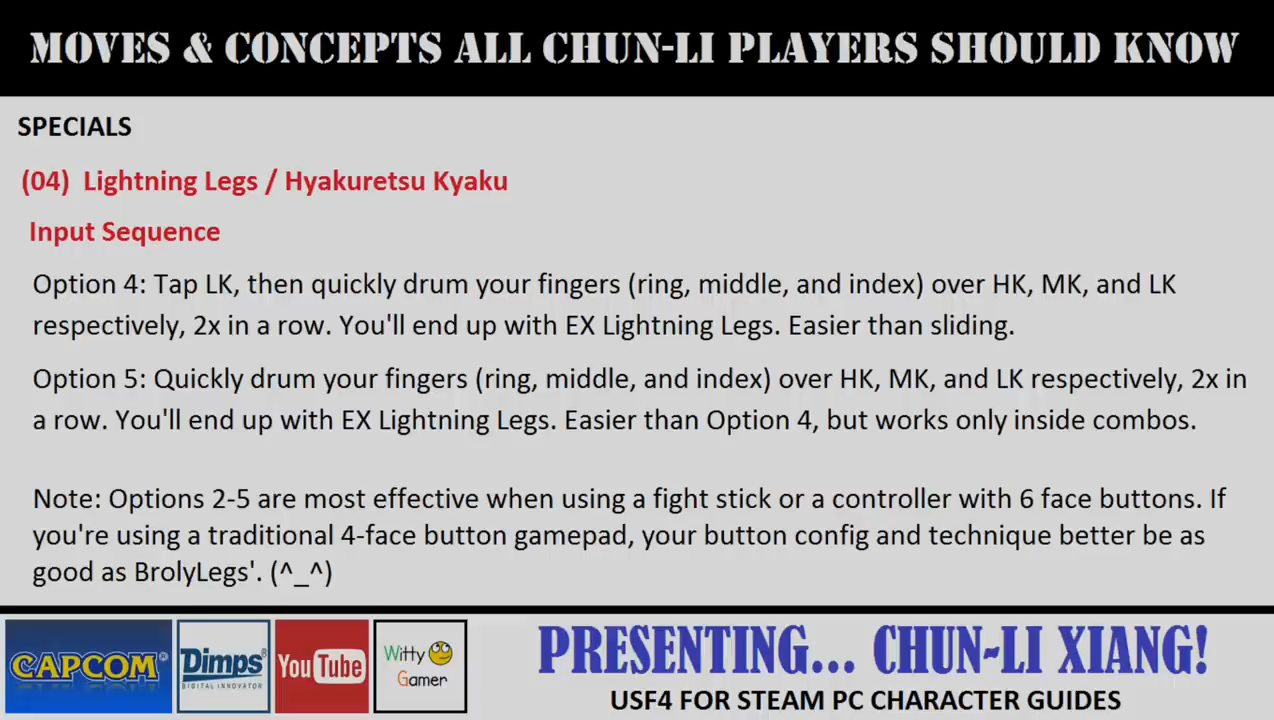 MOVES & CONCEPTS ALL CHUN-LI PLAYERS SHOULD KNOW
SPECIALS
(04) Lightning Legs / Hyakuretsu Kyaku
Input Sequence
Option 4: Tap LK, then quickly drum your fingers (ring, middle, and index) over HK, MK, and LK
respectively, 2x in a row. You'll end up with EX Lightning Legs. Easier than sliding.
Option 5: Quickly drum your fingers (ring, middle, and index) over HK, MK, and LK respectively, 2x in
a row. You'll end up with EX Lightning Legs. Easier than Option 4, but works only inside combos.
Note: Options 2-5 are most effective when using a fight stick or a controller with 6 face buttons. If
you're using a traditional 4-face button gamepad, your button config and technique better be as
good as BrolyLegs'. (^_^)
CAPCOM®
Dimps®
DIGITAL INNOVATOR
YouTube
Witty
Gamer
PRESENTING... CHUN-LI XIANG!
USF4 FOR STEAM PC CHARACTER GUIDES